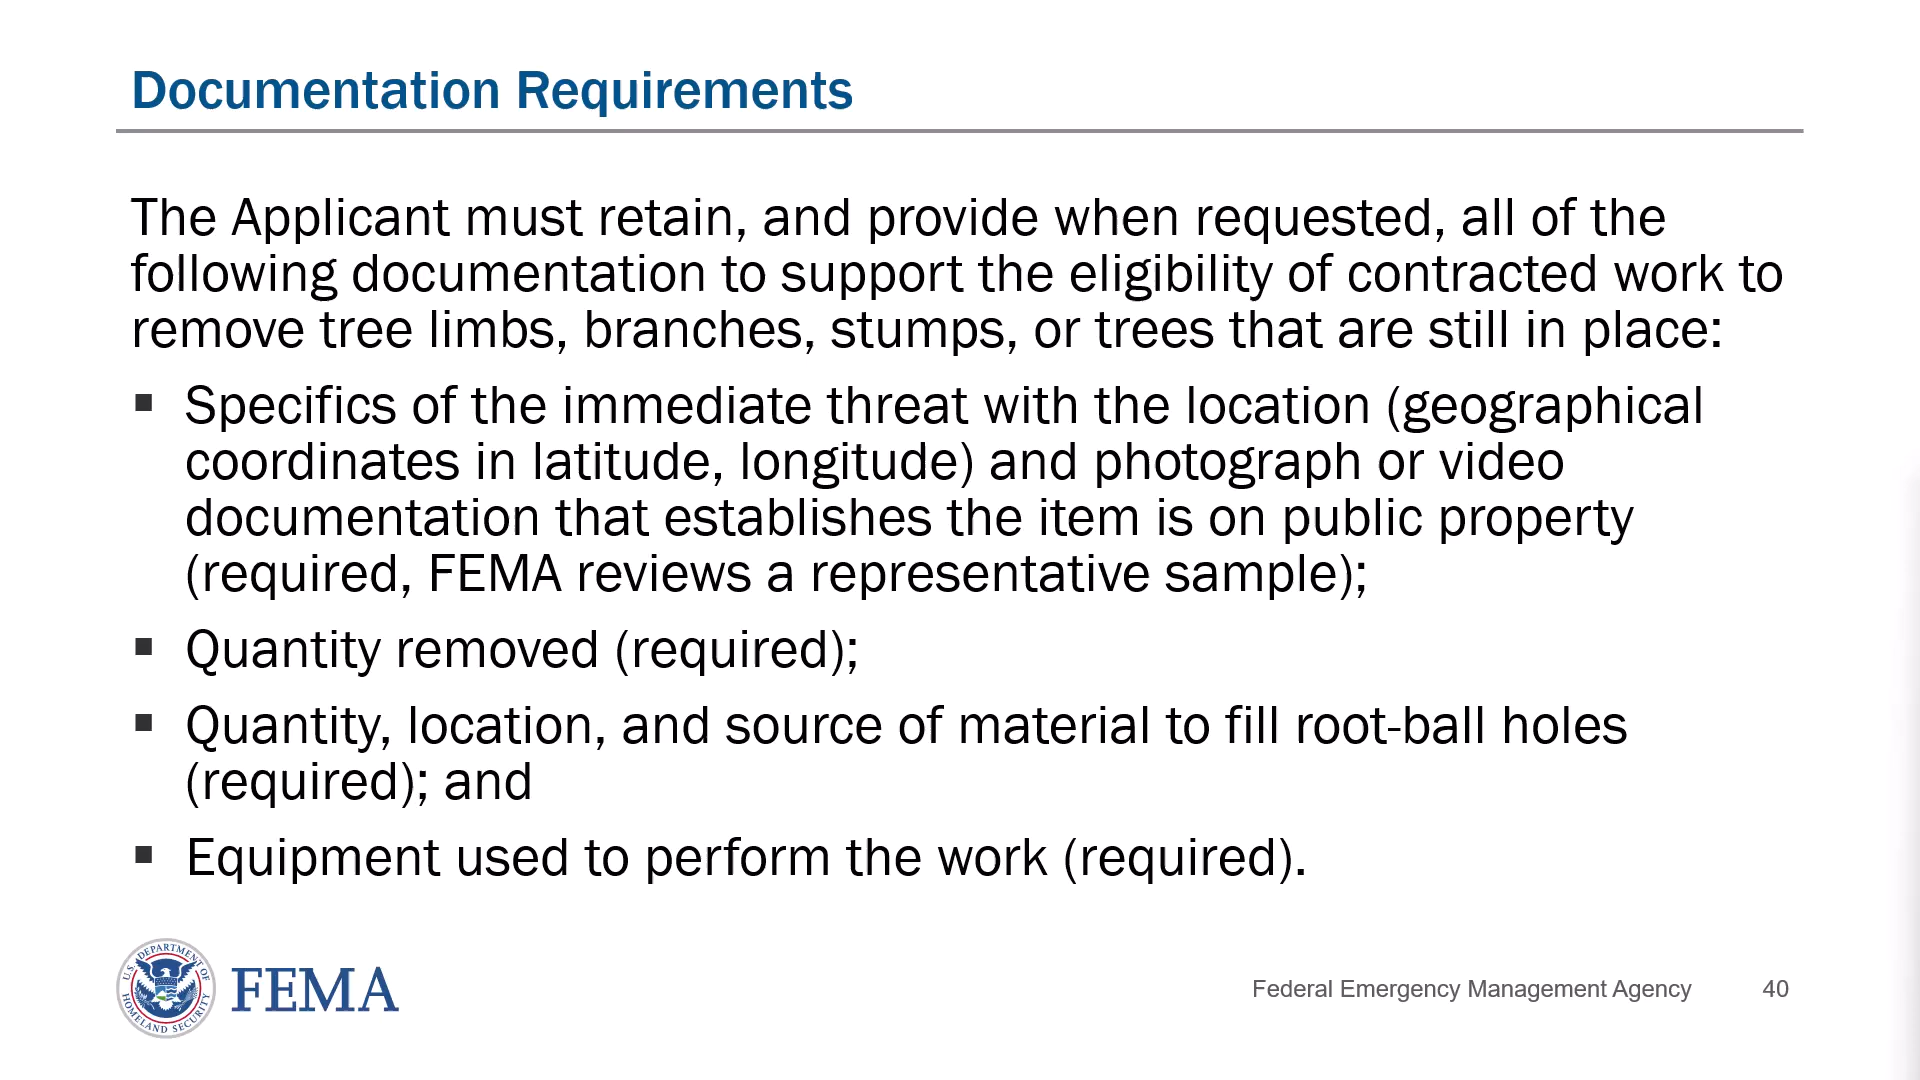 Documentation Requirements
The Applicant must retain, and provide when requested, all of the
following documentation to support the eligibility of contracted work to
remove tree limbs, branches, stumps, or trees that are still in place:
▪ Specifics of the immediate threat with the location (geographical
coordinates in latitude, longitude) and photograph or video
documentation that establishes the item is on public property
(required, FEMA reviews a representative sample);
▪ Quantity removed (required);
▪ Quantity, location, and source of material to fill root-ball holes
(required); and
▪ Equipment used to perform the work (required).
U.S. DEPARTMENT OF HOMELAND SECURITY
FEMA
Federal Emergency Management Agency 40